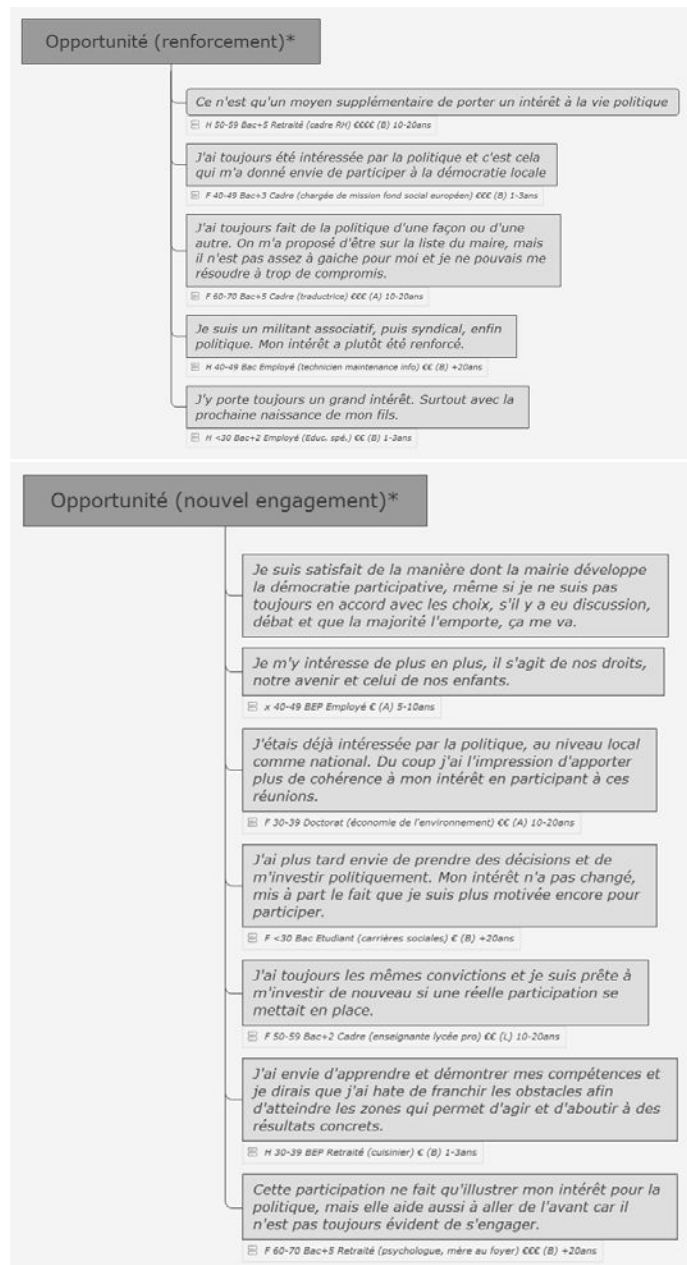 Opportunité (renforcement)*
Ce n'est qu'un moyen supplémentaire de porter un intérêt à la vie politique
H 50-59 Bac+5 Retraité (cadre RH) €€€€ (B) 10-20ans
J'ai toujours été intéressée par la politique et c'est cela
qui m'a donné envie de participer à la démocratie locale
F 40-49 Bac+3 Cadre (chargée de mission fond social européen) €€€ (B) 1-3ans
J'ai toujours fait de la politique d'une façon ou d'une
autre. On m'a proposé d'être sur la liste du maire, mais
il n'est pas assez à gaiche pour moi et je ne pouvais me
résoudre à trop de compromis.
F 60-70 Bac+5 Cadre (traductrice) €€€ (A) 10-20ans
Je suis un militant associatif, puis syndical, enfin
politique. Mon intérêt a plutôt été renforcé.
H 40-49 Bac Employé (technicien maintenance info) €€ (B) +20ans
J'y porte toujours un grand intérêt. Surtout avec la
prochaine naissance de mon fils.
H <30 Bac+2 Employé (Educ. spé.) €€ (B) 1-3ans
Opportunité (nouvel engagement)*
Je suis satisfait de la manière dont la mairie développe
la démocratie participative, même si je ne suis pas
toujours en accord avec les choix, s'il y a eu discussion,
débat et que la majorité l'emporte, ça me va.
Je m'y intéresse de plus en plus, il s'agit de nos droits,
notre avenir et celui de nos enfants.
x 40-49 BEP Employé € (A) 5-10ans
J'étais déjà intéressée par la politique, au niveau local
comme national. Du coup j'ai l'impression d'apporter
plus de cohérence à mon intérêt en participant à ces
réunions.
F 30-39 Doctorat (économie de l'environnement) €€ (A) 10-20ans
J'ai plus tard envie de prendre des décisions et de
m'investir politiquement. Mon intérêt n'a pas changé,
mis à part le fait que je suis plus motivée encore pour
participer.
F <30 Bac Etudiant (carrières sociales) € (B) +20ans
J'ai toujours les mêmes convictions et je suis prête à
m'investir de nouveau si une réelle participation se
mettait en place.
F 50-59 Bac+2 Cadre (enseignante lycée pro) €€ (L) 10-20ans
J'ai envie d'apprendre et démontrer mes compétences et
je dirais que j'ai hate de franchir les obstacles afin
d'atteindre les zones qui permet d'agir et d'aboutir à des
résultats concrets.
H 30-39 BEP Retraité (cuisinier) € (B) 1-3ans
Cette participation ne fait qu'illustrer mon intérêt pour la
politique, mais elle aide aussi à aller de l'avant car il
n'est pas toujours évident de s'engager.
F 60-70 Bac+5 Retraité (psychologue, mère au foyer) €€€ (B) +20ans